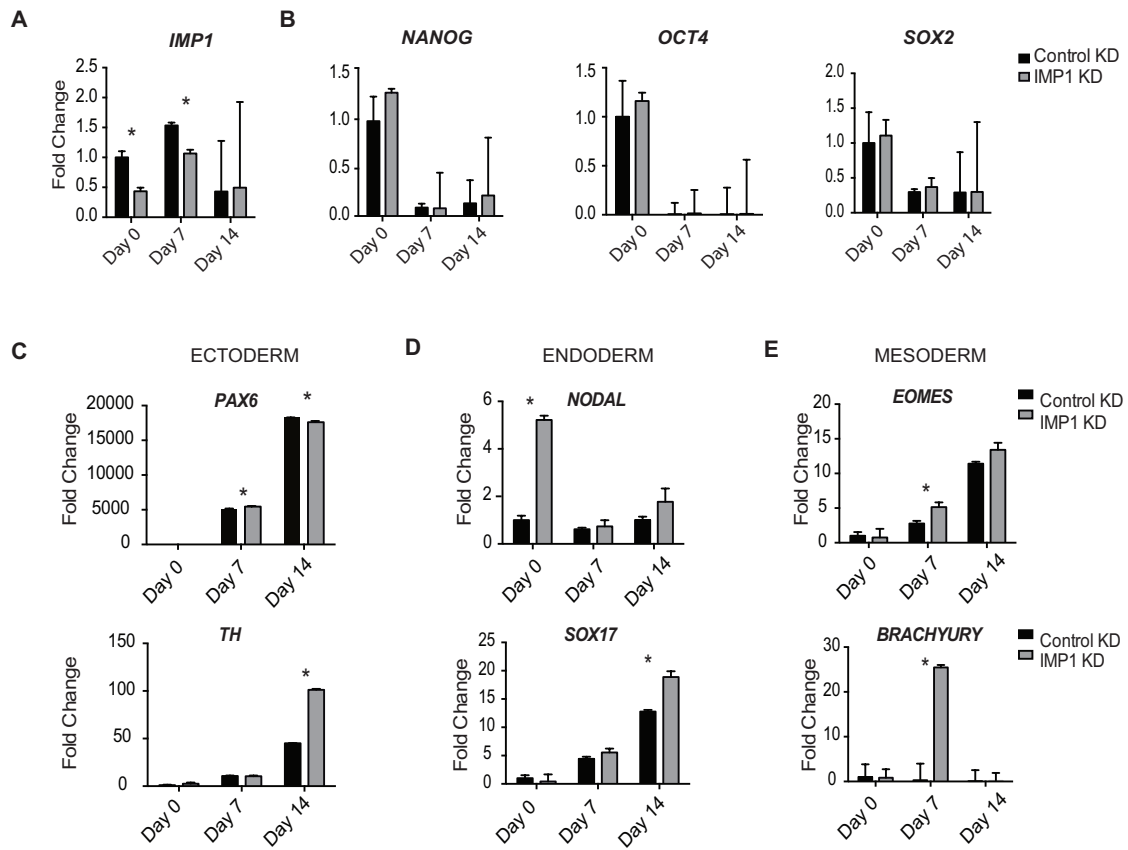 A
B
IMP1
NANOG
OCT4
SOX2
Control KD
IMP1 KD
Fold Change
2.5
2.0
1.5
1.0
0.5
0.0
Day 0
Day 7
Day 14
*
*
1.5
1.0
0.5
0.0
Day 0
Day 7
Day 14
1.5
1.0
0.5
0.0
Day 0
Day 7
Day 14
2.0
1.5
1.0
0.5
0.0
Day 0
Day 7
Day 14
C
ECTODERM
D
ENDODERM
E
MESODERM
PAX6
Fold Change
20000
15000
10000
5000
0
*
*
Day 0
Day 7
Day 14
NODAL
Fold Change
6
4
2
0
*
Day 0
Day 7
Day 14
EOMES
Control KD
IMP1 KD
Fold Change
20
15
10
5
0
*
Day 0
Day 7
Day 14
TH
Fold Change
150
100
50
0
*
Day 0
Day 7
Day 14
SOX17
Fold Change
25
20
15
10
5
0
*
Day 0
Day 7
Day 14
BRACHYURY
Control KD
IMP1 KD
Fold Change
30
20
10
0
*
Day 0
Day 7
Day 14